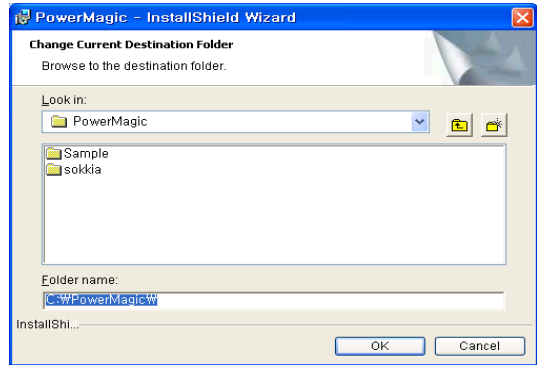 PowerMagic - InstallShield Wizard
Change Current Destination Folder
Browse to the destination folder.
Look in:
PowerMagic
Sample
sokkia
Folder name:
C:₩PowerMagic₩
InstallShi...
OK Cancel